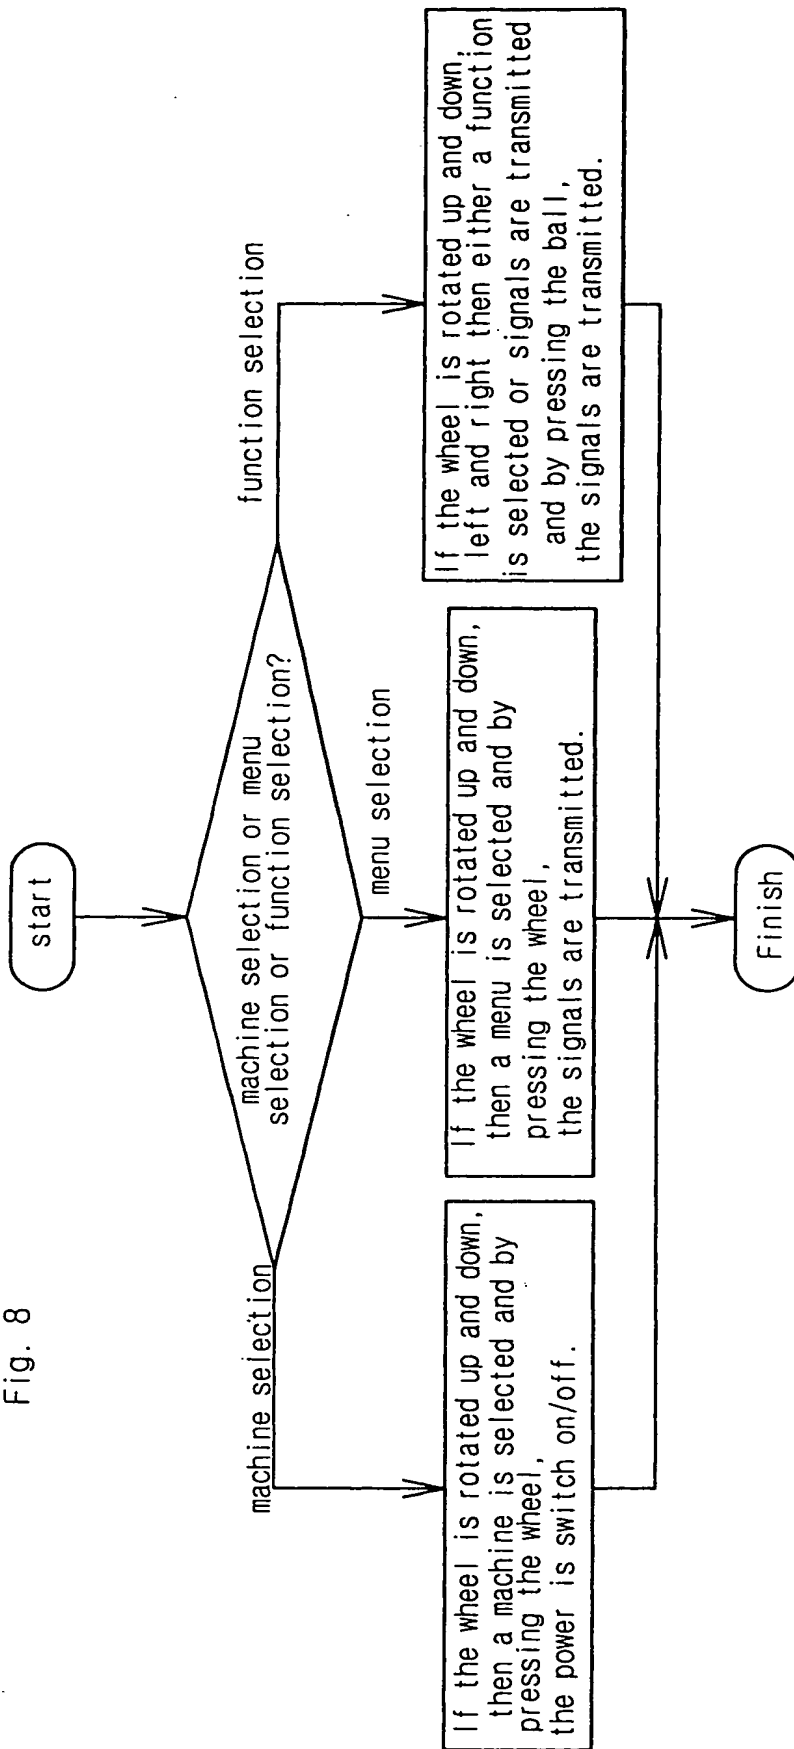 Fig. 8
start
machine selection or menu
selection or function selection?
machine selection
menu selection
function selection
If the wheel is rotated up and down,
then a machine is selected and by
pressing the wheel,
the power is switch on/off.
If the wheel is rotated up and down,
then a menu is selected and by
pressing the wheel,
the signals are transmitted.
If the wheel is rotated up and down,
left and right then either a function
is selected or signals are transmitted
and by pressing the ball,
the signals are transmitted.
Finish